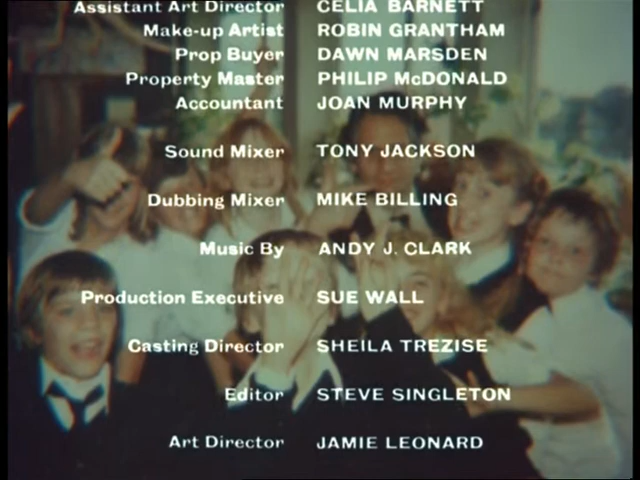 Assistant Art Director CELIA BARNETT
Make-up Artist ROBIN GRANTHAM
Prop Buyer DAWN MARSDEN
Property Master PHILIP McDONALD
Accountant JOAN MURPHY
Sound Mixer TONY JACKSON
Dubbing Mixer MIKE BILLING
Music By ANDY J. CLARK
Production Executive SUE WALL
Casting Director SHEILA TREZISE
Editor STEVE SINGLETON
Art Director JAMIE LEONARD